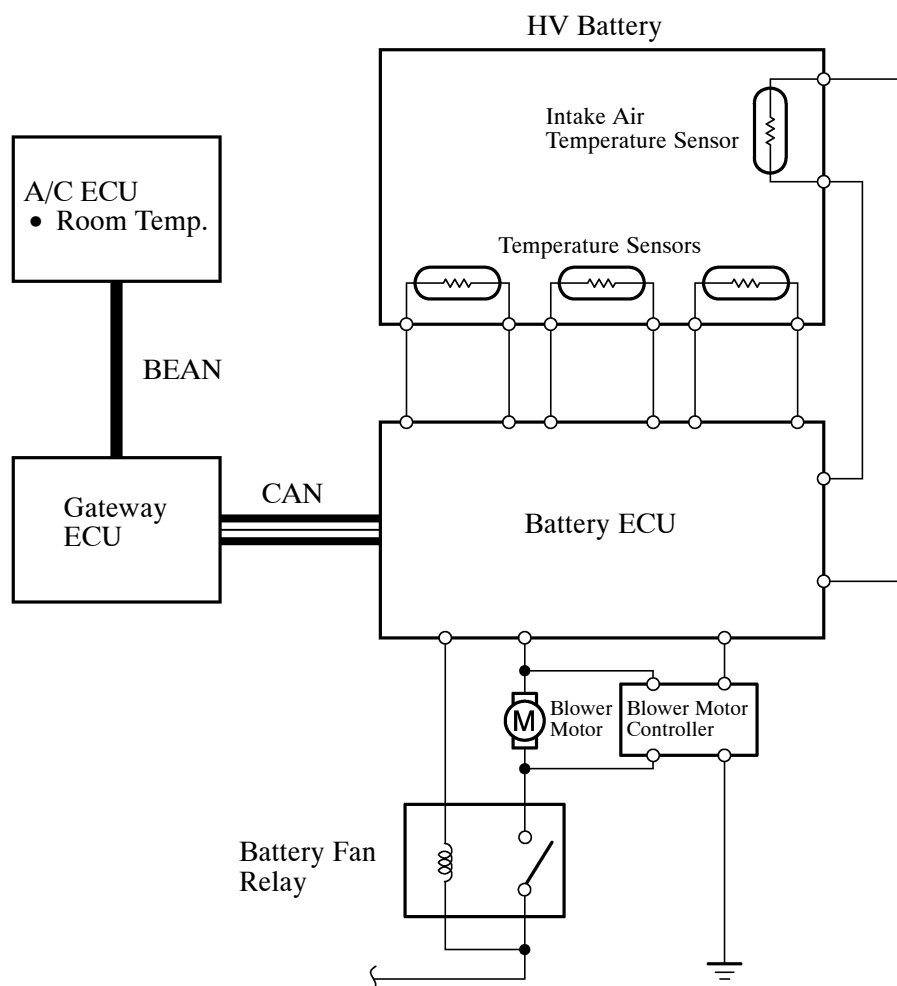 HV Battery
Intake Air
Temperature Sensor
A/C ECU
• Room Temp.
Temperature Sensors
BEAN
CAN
Gateway
ECU
Battery ECU
M
Blower
Motor
Blower Motor
Controller
Battery Fan
Relay